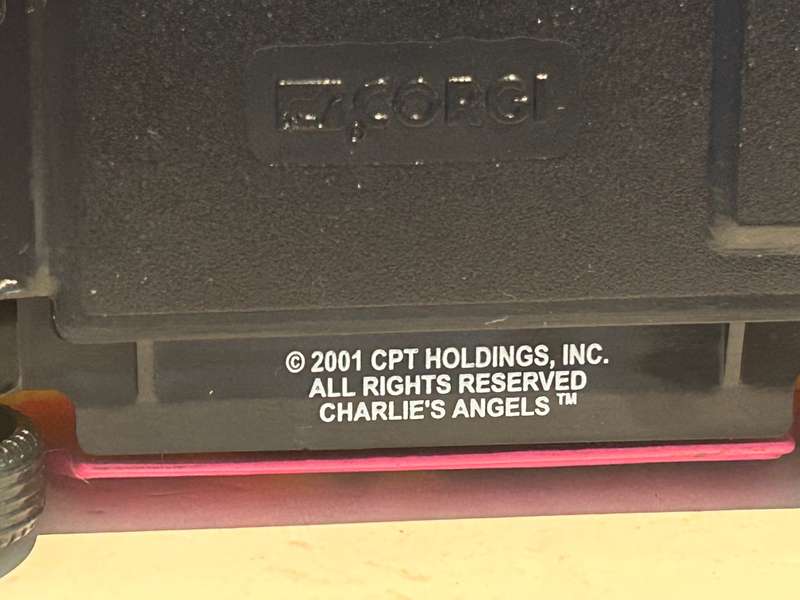 CORGI
© 2001 CPT HOLDINGS, INC.
ALL RIGHTS RESERVED
CHARLIE'S ANGELS ™